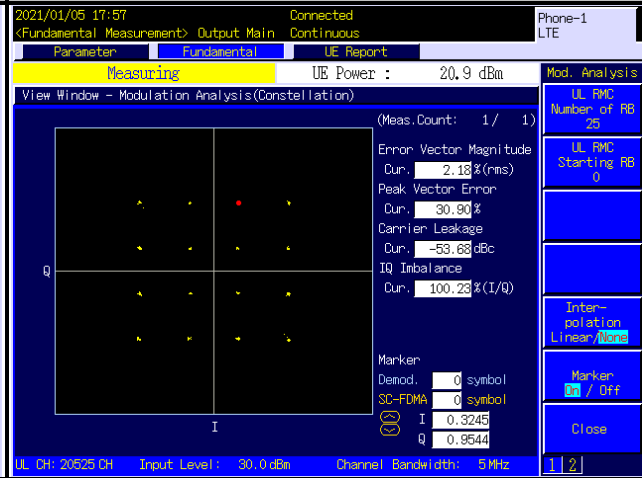 2021/01/05 17:57 Connected Phone-1
<Fundamental Measurement> Output Main Continuous LTE
Parameter Fundamental UE Report
Measuring UE Power : 20.9 dBm Mod. Analysis
View Window - Modulation Analysis(Constellation)
UL RMC
Number of RB
25
(Meas.Count: 1/ 1)
Error Vector Magnitude
Cur. 2.18 %(rms)
UL RMC
Starting RB
0
Peak Vector Error
Cur. 30.90 %
Carrier Leakage
Cur. -53.68 dBc
IQ Imbalance
Cur. 100.23 %(I/Q)
Q
I
Inter-
polation
Linear/None
Marker
Demod. 0 symbol
SC-FDMA 0 symbol
I 0.3245
Q 0.9544
Marker
On / Off
Close
UL CH: 20525 CH Input Level: 30.0 dBm Channel Bandwidth: 5 MHz 1 2